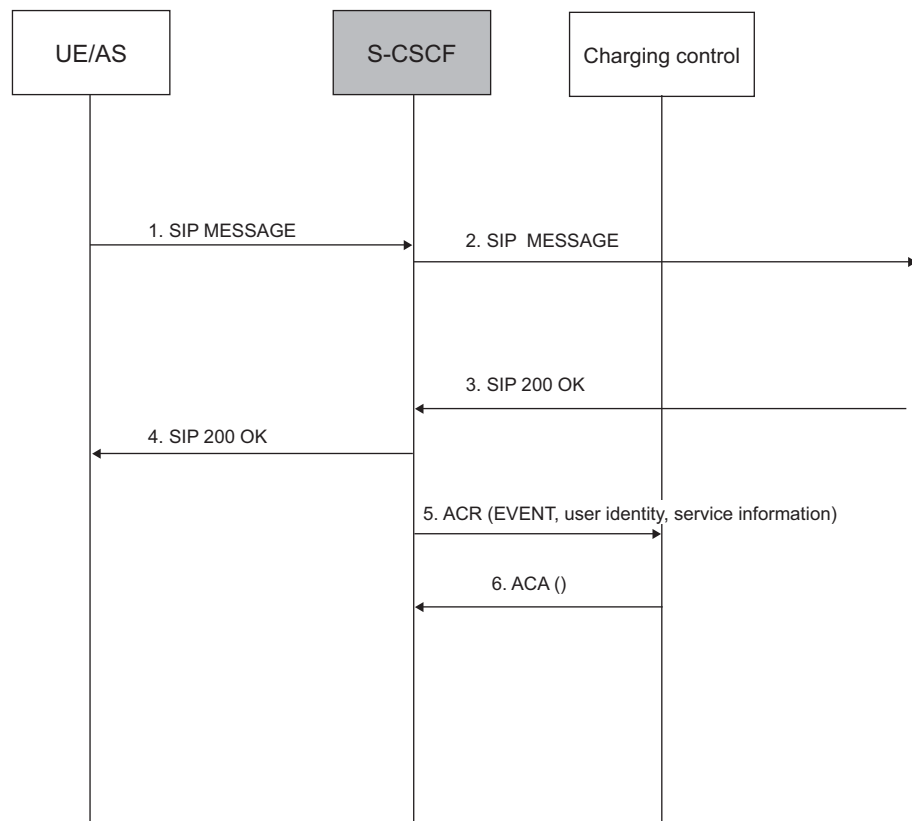 UE/AS
S-CSCF
Charging control
1. SIP MESSAGE
2. SIP MESSAGE
3. SIP 200 OK
4. SIP 200 OK
5. ACR (EVENT, user identity, service information)
6. ACA ()